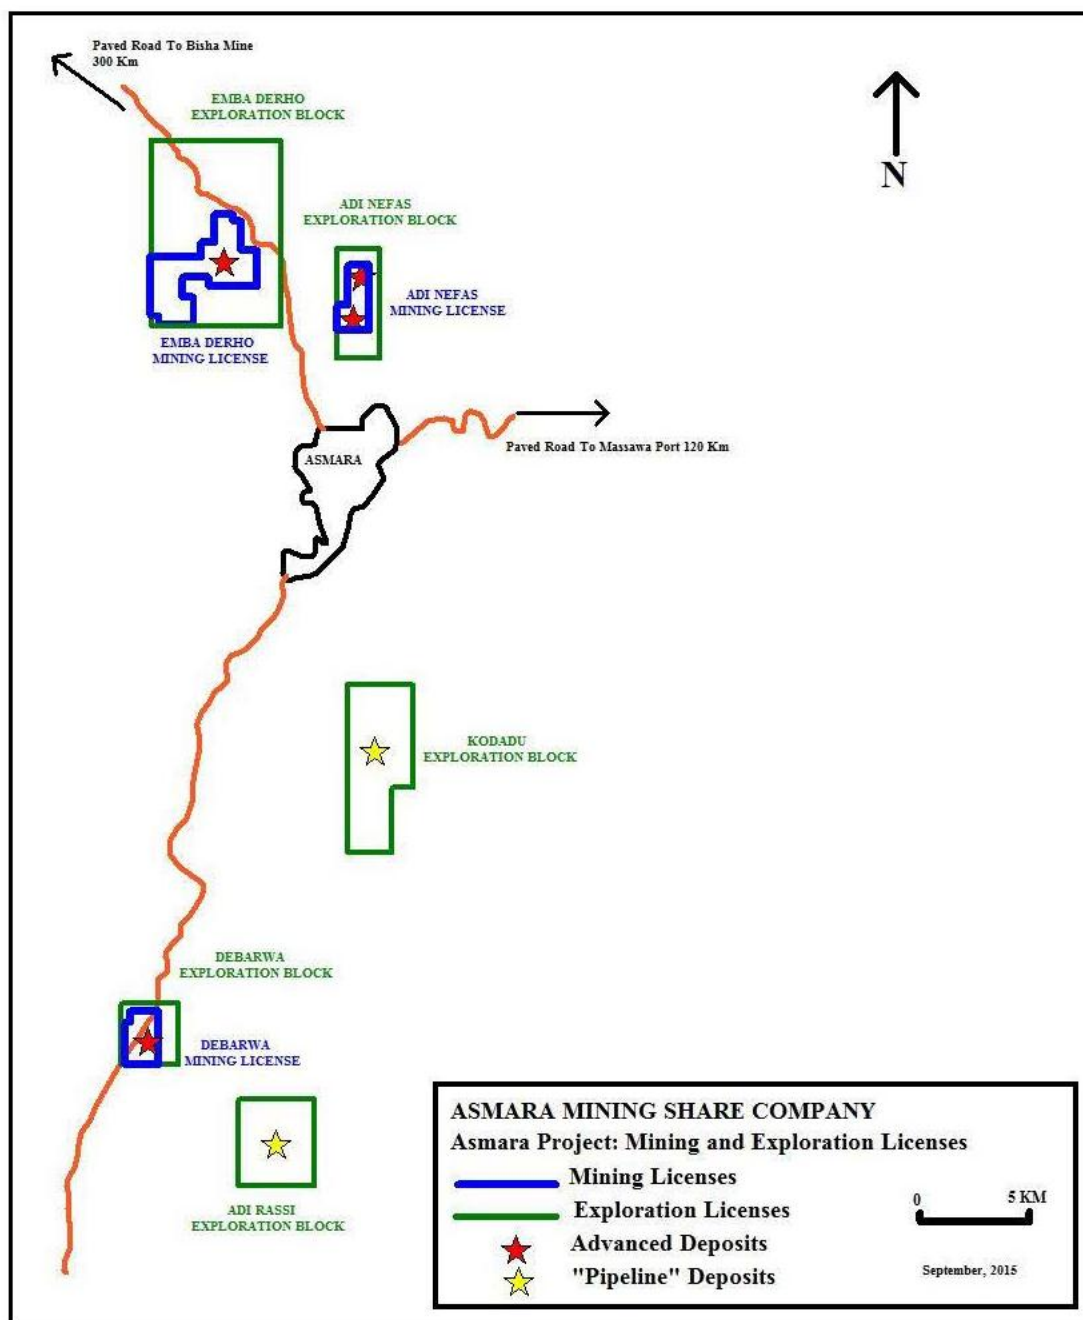 Paved Road To Bisha Mine
300 Km
EMBA DERHO
EXPLORATION BLOCK
N
ADI NEFAS
EXPLORATION BLOCK
ADI NEFAS
MINING LICENSE
EMBA DERHO
MINING LICENSE
Paved Road To Massawa Port 120 Km
ASMARA
KODADU
EXPLORATION BLOCK
DEBARWA
EXPLORATION BLOCK
DEBARWA
MINING LICENSE
ADI RASSI
EXPLORATION BLOCK
ASMARA MINING SHARE COMPANY
Asmara Project: Mining and Exploration Licenses
Mining Licenses
Exploration Licenses
Advanced Deposits
"Pipeline" Deposits
0 5 KM
September, 2015